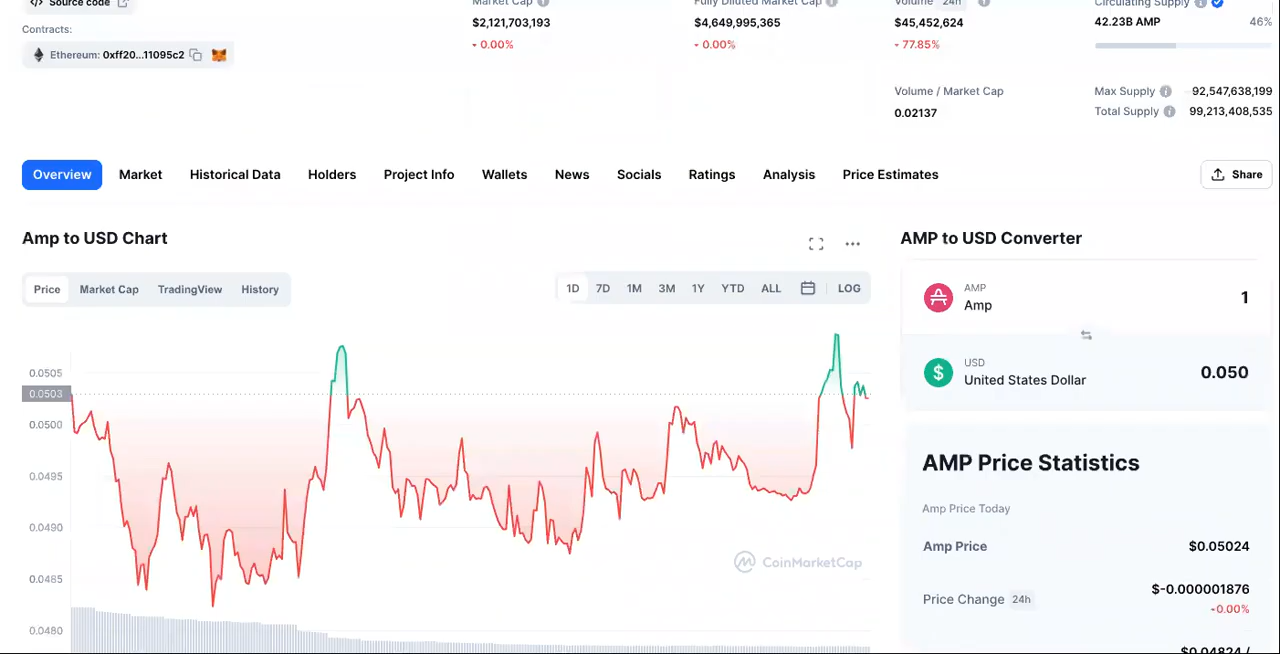 Source code
Market Cap
Fully Diluted Market Cap
Volume 24h
Circulating Supply
Contracts:
$2,121,703,193
$4,649,995,365
$45,452,624
42.23B AMP
46%
0.00%
0.00%
77.85%
Ethereum: 0xff20...11095c2
Volume / Market Cap
Max Supply
92,547,638,199
0.02137
Total Supply
99,213,408,535
Overview
Market
Historical Data
Holders
Project Info
Wallets
News
Socials
Ratings
Analysis
Price Estimates
Share
Amp to USD Chart
Price
Market Cap
TradingView
History
1D
7D
1M
3M
1Y
YTD
ALL
LOG
0.0505
0.0503
0.0500
0.0495
0.0490
0.0485
0.0480
CoinMarketCap
AMP to USD Converter
AMP
Amp
1
USD
United States Dollar
$
0.050
AMP Price Statistics
Amp Price Today
Amp Price
$0.05024
Price Change 24h
$-0.000001876
-0.00%
$0.04824 /